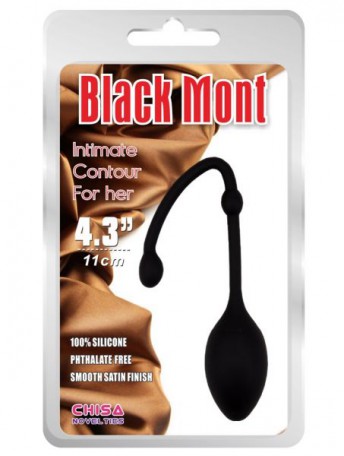 Black Mont
Intimate
Contour
For her
4.3”
11cm
100% SILICONE
PHTHALATE FREE
SMOOTH SATIN FINISH
CHISA
NOVELTIES